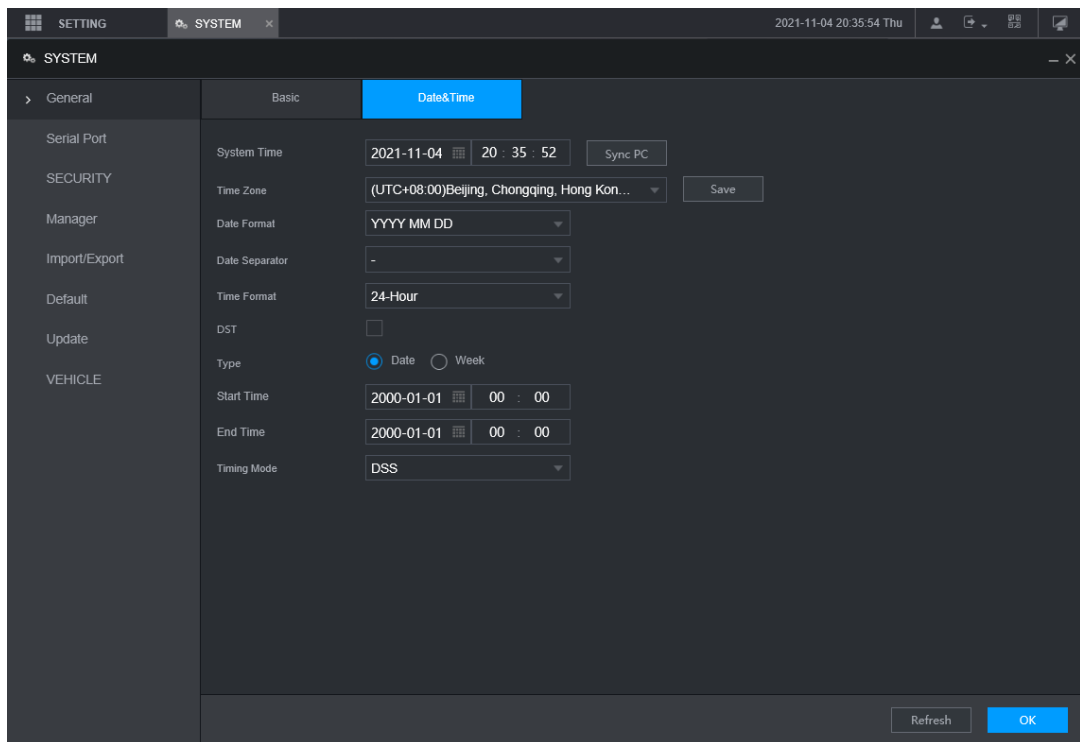 SETTING SYSTEM × 2021-11-04 20:35:54 Thu
SYSTEM
General
Serial Port
SECURITY
Manager
Import/Export
Default
Update
VEHICLE
Basic Date&Time
System Time 2021-11-04 20 : 35 : 52 Sync PC
Time Zone (UTC+08:00)Beijing, Chongqing, Hong Kon... Save
Date Format YYYY MM DD
Date Separator -
Time Format 24-Hour
DST
Type Date Week
Start Time 2000-01-01 00 : 00
End Time 2000-01-01 00 : 00
Timing Mode DSS
Refresh OK